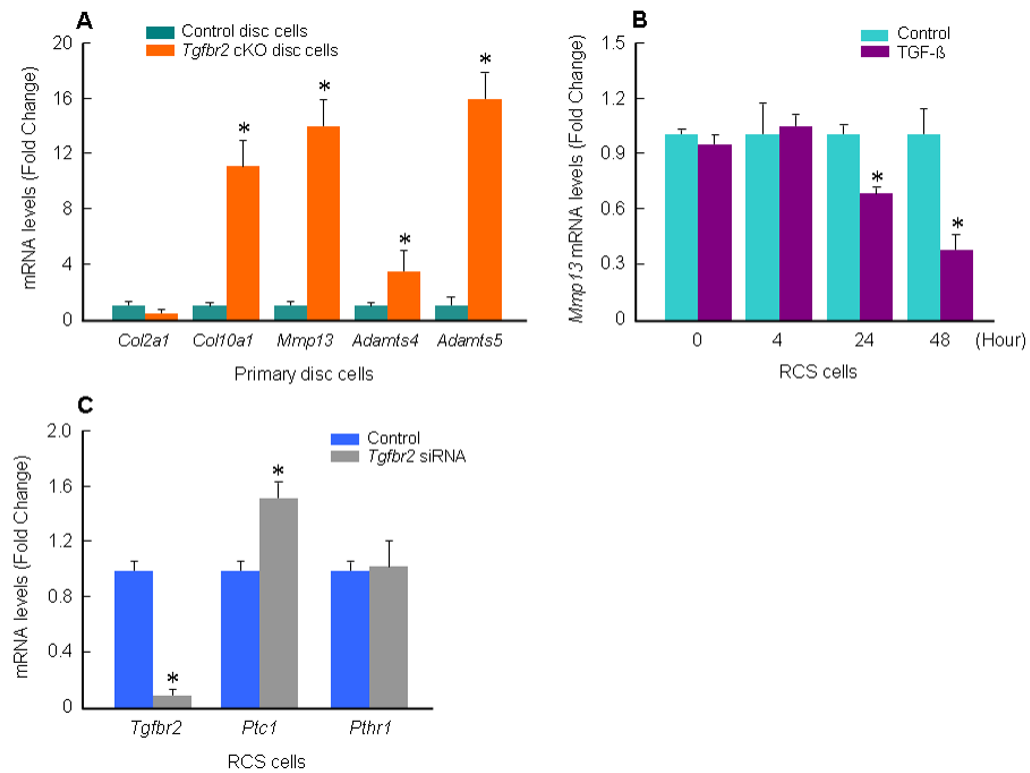 A
Control disc cells
Tgfbr2 cKO disc cells
mRNA levels (Fold Change)
20
16
12
8
4
0
*
*
*
*
Col2a1 Col10a1 Mmp13 Adamts4 Adamts5
Primary disc cells
B
Control
TGF-ß
Mmp13 mRNA levels (Fold Change)
1.5
1.2
0.9
0.6
0.3
0
*
*
0 4 24 48 (Hour)
RCS cells
C
Control
Tgfbr2 siRNA
mRNA levels (Fold Change)
2.0
1.6
1.2
0.8
0.4
0
*
*
Tgfbr2 Ptc1 Pthr1
RCS cells